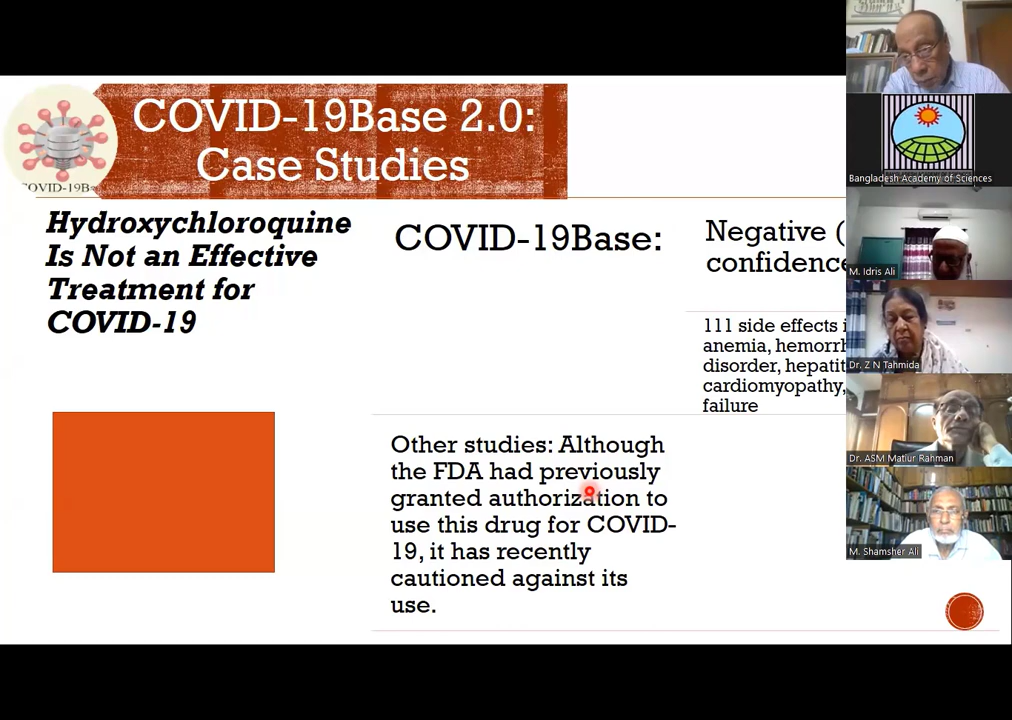 COVID-19Base 2.0:
Case Studies
Hydroxychloroquine
Is Not an Effective
Treatment for
COVID-19
COVID-19Base:
Negative (
confidence
111 side effects
anemia, hemorrh
disorder, hepatit
cardiomyopathy,
failure
Other studies: Although
the FDA had previously
granted authorization to
use this drug for COVID-
19, it has recently
cautioned against its
use.
Bangladesh Academy of Sciences
M. Idris Ali
Dr. Z N Tahmida
Dr. ASM Matiur Rahman
M. Shamsher Ali